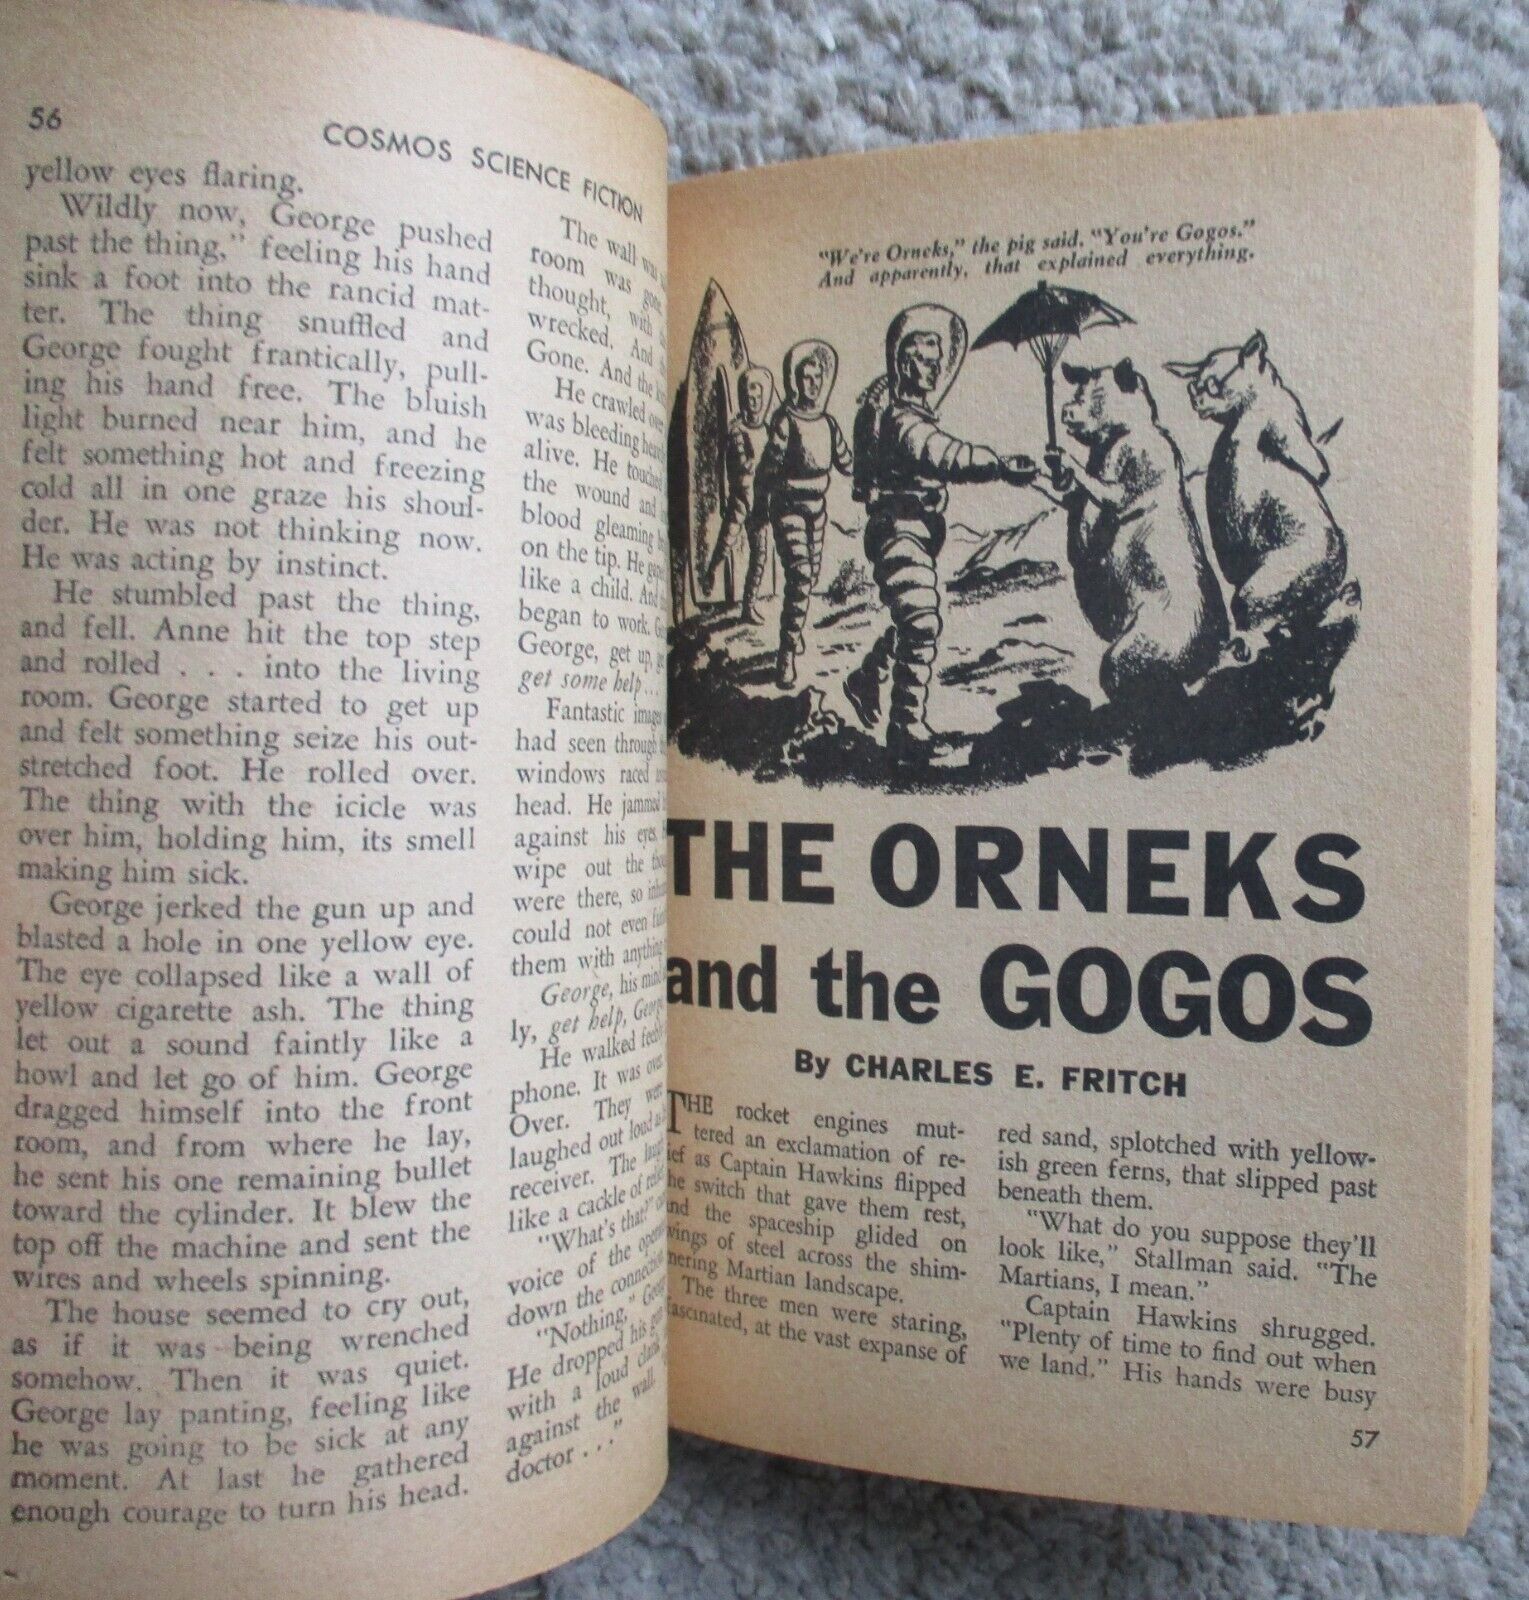 56
COSMOS SCIENCE FICTION
yellow eyes flaring.
Wildly now, George pushed
past the thing," feeling his hand
sink a foot into the rancid mat-
ter. The thing snuffled and
George fought frantically, pull-
ing his hand free. The bluish
light burned near him, and he
felt something hot and freezing
cold all in one graze his shoul-
der. He was not thinking now.
He was acting by instinct.
He stumbled past the thing,
and fell. Anne hit the top step
and rolled . . . into the living
room. George started to get up
and felt something seize his out-
stretched foot. He rolled over.
The thing with the icicle was
over him, holding him, its smell
making him sick.
George jerked the gun up and
blasted a hole in one yellow eye.
The eye collapsed like a wall of
yellow cigarette ash. The thing
let out a sound faintly like a
howl and let go of him. George
dragged himself into the front
room, and from where he lay,
he sent his one remaining bullet
toward the cylinder. It blew the
top off the machine and sent the
wires and wheels spinning.
The house seemed to cry out,
as if it was being wrenched
somehow. Then it was quiet.
George lay panting, feeling like
he was going to be sick at any
moment. At last he gathered
enough courage to turn his head.
The wall was
room was gone
thought, with
wrecked. And
Gone. And the
He crawled over
was bleeding
alive. He touched
the wound and
blood gleaming
on the tip. He
like a child. And
began to work.
George, get up,
get some help . . .
Fantastic images
had seen through
windows raced
head. He jammed
against his eyes.
wipe out the
were there, so
could not even
them with anything
George, his mind
ly, get help, George
He walked feebly
phone. It was over.
Over. They were
laughed out loud
receiver. The laugh
like a cackle of relief
"What's that?"
voice of the
down the connection
"Nothing," George
He dropped his gun
with a loud
against the wall.
doctor . . ."
"We're Orneks," the pig said. "You're Gogos."
And apparently, that explained everything.
THE ORNEKS
and the GOGOS
By CHARLES E. FRITCH
THE rocket engines mut-
tered an exclamation of re-
ief as Captain Hawkins flipped
he switch that gave them rest,
nd the spaceship glided on
wings of steel across the shim-
mering Martian landscape.
The three men were staring,
fascinated, at the vast expanse of
red sand, splotched with yellow-
ish green ferns, that slipped past
beneath them.
"What do you suppose they'll
look like," Stallman said. "The
Martians, I mean."
Captain Hawkins shrugged.
"Plenty of time to find out when
we land." His hands were busy
57